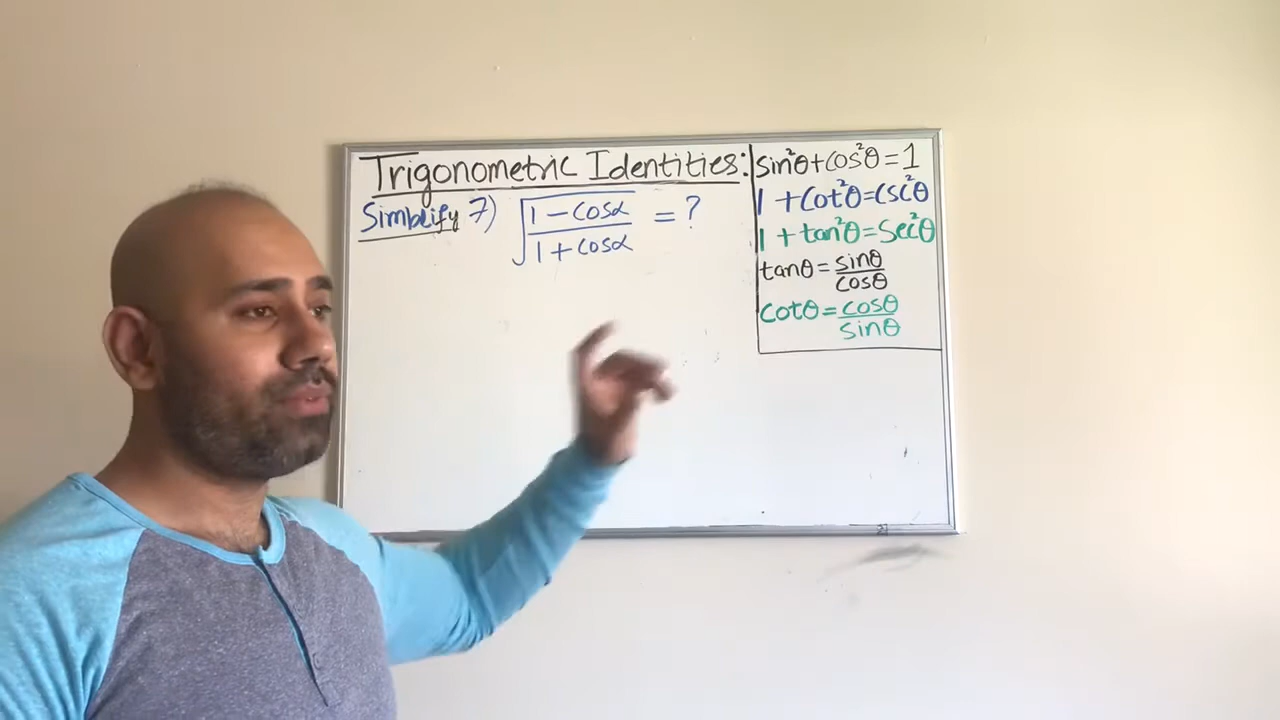 Trigonometric Identities:
Simplify 7) √((1 - cosα)/(1 + cosα)) = ?
sin²θ + cos²θ = 1
1 + cot²θ = csc²θ
1 + tan²θ = sec²θ
tanθ = sinθ/cosθ
cotθ = cosθ/sinθ